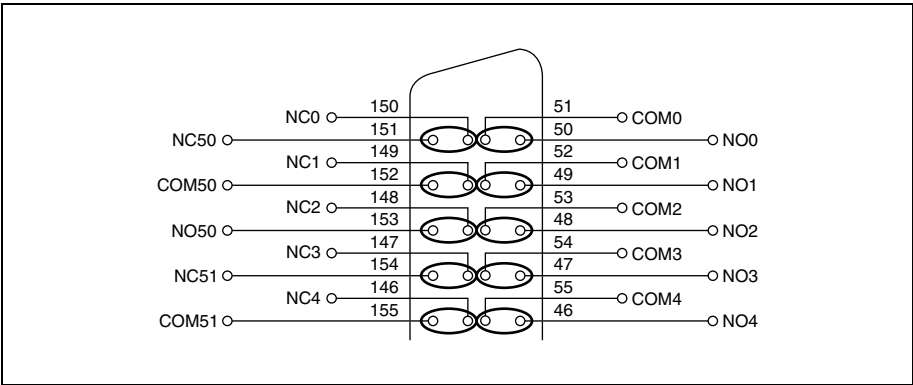 NC0 150 51 COM0
NC50 151 50 NO0
NC1 149 52 COM1
COM50 152 49 NO1
NC2 148 53 COM2
NO50 153 48 NO2
NC3 147 54 COM3
NC51 154 47 NO3
NC4 146 55 COM4
COM51 155 46 NO4